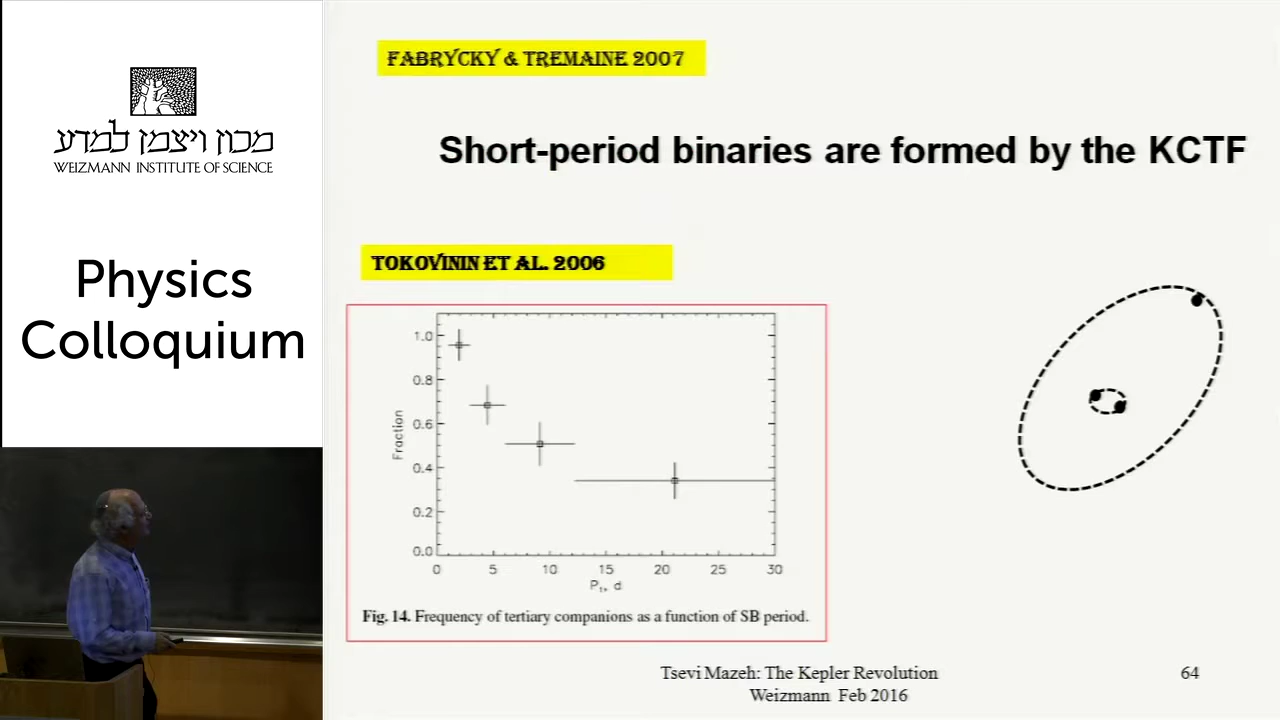 מכון ויצמן למדע
WEIZMANN INSTITUTE OF SCIENCE
Physics
Colloquium
FABRYCKY & TREMAINE 2007
Short-period binaries are formed by the KCTF
TOKOVININ ET AL. 2006
1.0
0.8
0.6
0.4
0.2
0.0
Fraction
0 5 10 15 20 25 30
P1, d
Fig. 14. Frequency of tertiary companions as a function of SB period.
Tsevi Mazeh: The Kepler Revolution
Weizmann Feb 2016
64